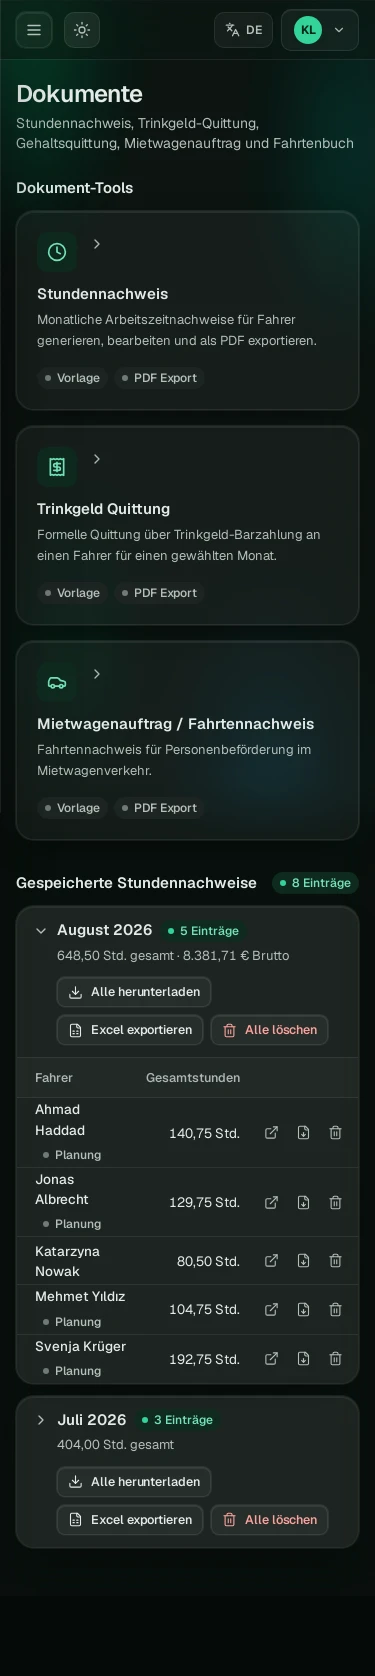 DE
KL
Dokumente
Stundennachweis, Trinkgeld-Quittung,
Gehaltsquittung, Mietwagenauftrag und Fahrtenbuch
Dokument-Tools
Stundennachweis
Monatliche Arbeitszeitnachweise für Fahrer
generieren, bearbeiten und als PDF exportieren.
Vorlage PDF Export
Trinkgeld Quittung
Formelle Quittung über Trinkgeld-Barzahlung an
einen Fahrer für einen gewählten Monat.
Vorlage PDF Export
Mietwagenauftrag / Fahrtennachweis
Fahrtennachweis für Personenbeförderung im
Mietwagenverkehr.
Vorlage PDF Export
Gespeicherte Stundennachweise 8 Einträge
August 2026 5 Einträge
648,50 Std. gesamt · 8.381,71 € Brutto
Alle herunterladen
Excel exportieren Alle löschen
Fahrer Gesamtstunden
Ahmad
Haddad
140,75 Std.
Planung
Jonas
Albrecht
129,75 Std.
Planung
Katarzyna
Nowak
80,50 Std.
Mehmet Yıldız
104,75 Std.
Planung
Svenja Krüger
192,75 Std.
Planung
Juli 2026 3 Einträge
404,00 Std. gesamt
Alle herunterladen
Excel exportieren Alle löschen